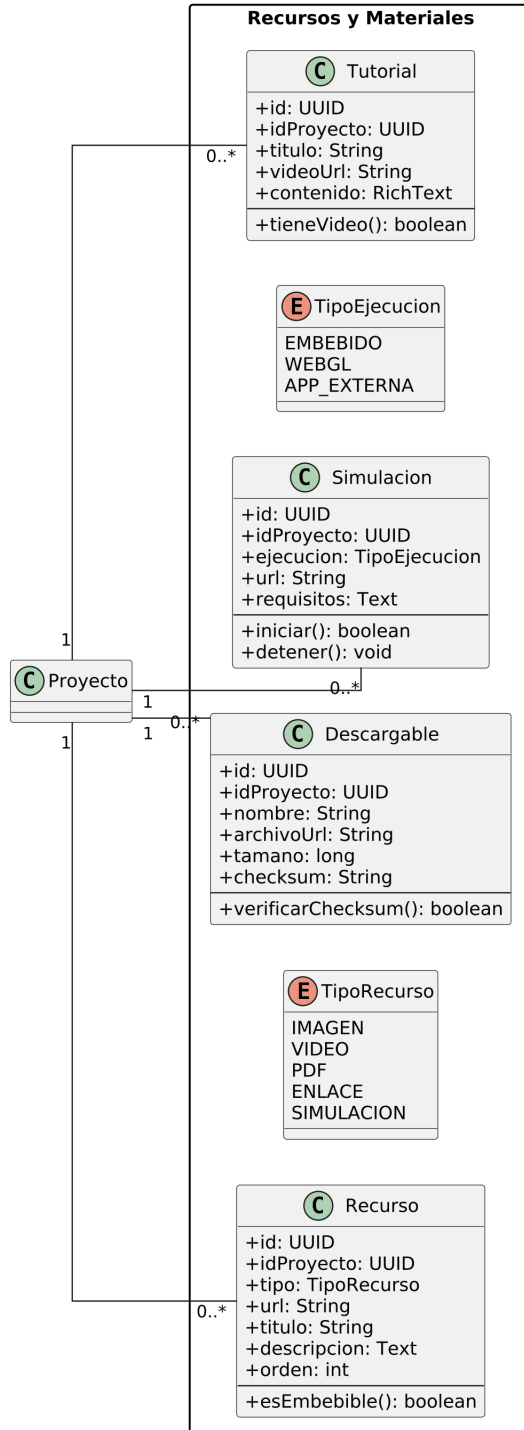 Recursos y Materiales
C Tutorial
+id: UUID
+idProyecto: UUID
+titulo: String
+videoUrl: String
+contenido: RichText
+tieneVideo(): boolean
0..*
E TipoEjecucion
EMBEBIDO
WEBGL
APP_EXTERNA
C Simulacion
+id: UUID
+idProyecto: UUID
+ejecucion: TipoEjecucion
+url: String
+requisitos: Text
+iniciar(): boolean
+detener(): void
1
C Proyecto
1
0..*
1
1
0..*
C Descargable
+id: UUID
+idProyecto: UUID
+nombre: String
+archivoUrl: String
+tamano: long
+checksum: String
+verificarChecksum(): boolean
E TipoRecurso
IMAGEN
VIDEO
PDF
ENLACE
SIMULACION
C Recurso
+id: UUID
+idProyecto: UUID
+tipo: TipoRecurso
+url: String
+titulo: String
+descripcion: Text
+orden: int
+esEmbebible(): boolean
0..*